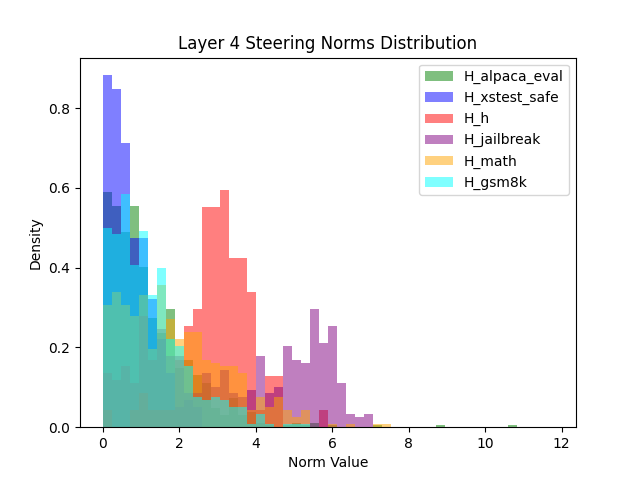 Layer 4 Steering Norms Distribution
H_alpaca_eval
H_xstest_safe
H_h
H_jailbreak
H_math
H_gsm8k
Density
0.8
0.6
0.4
0.2
0.0
0 2 4 6 8 10 12
Norm Value